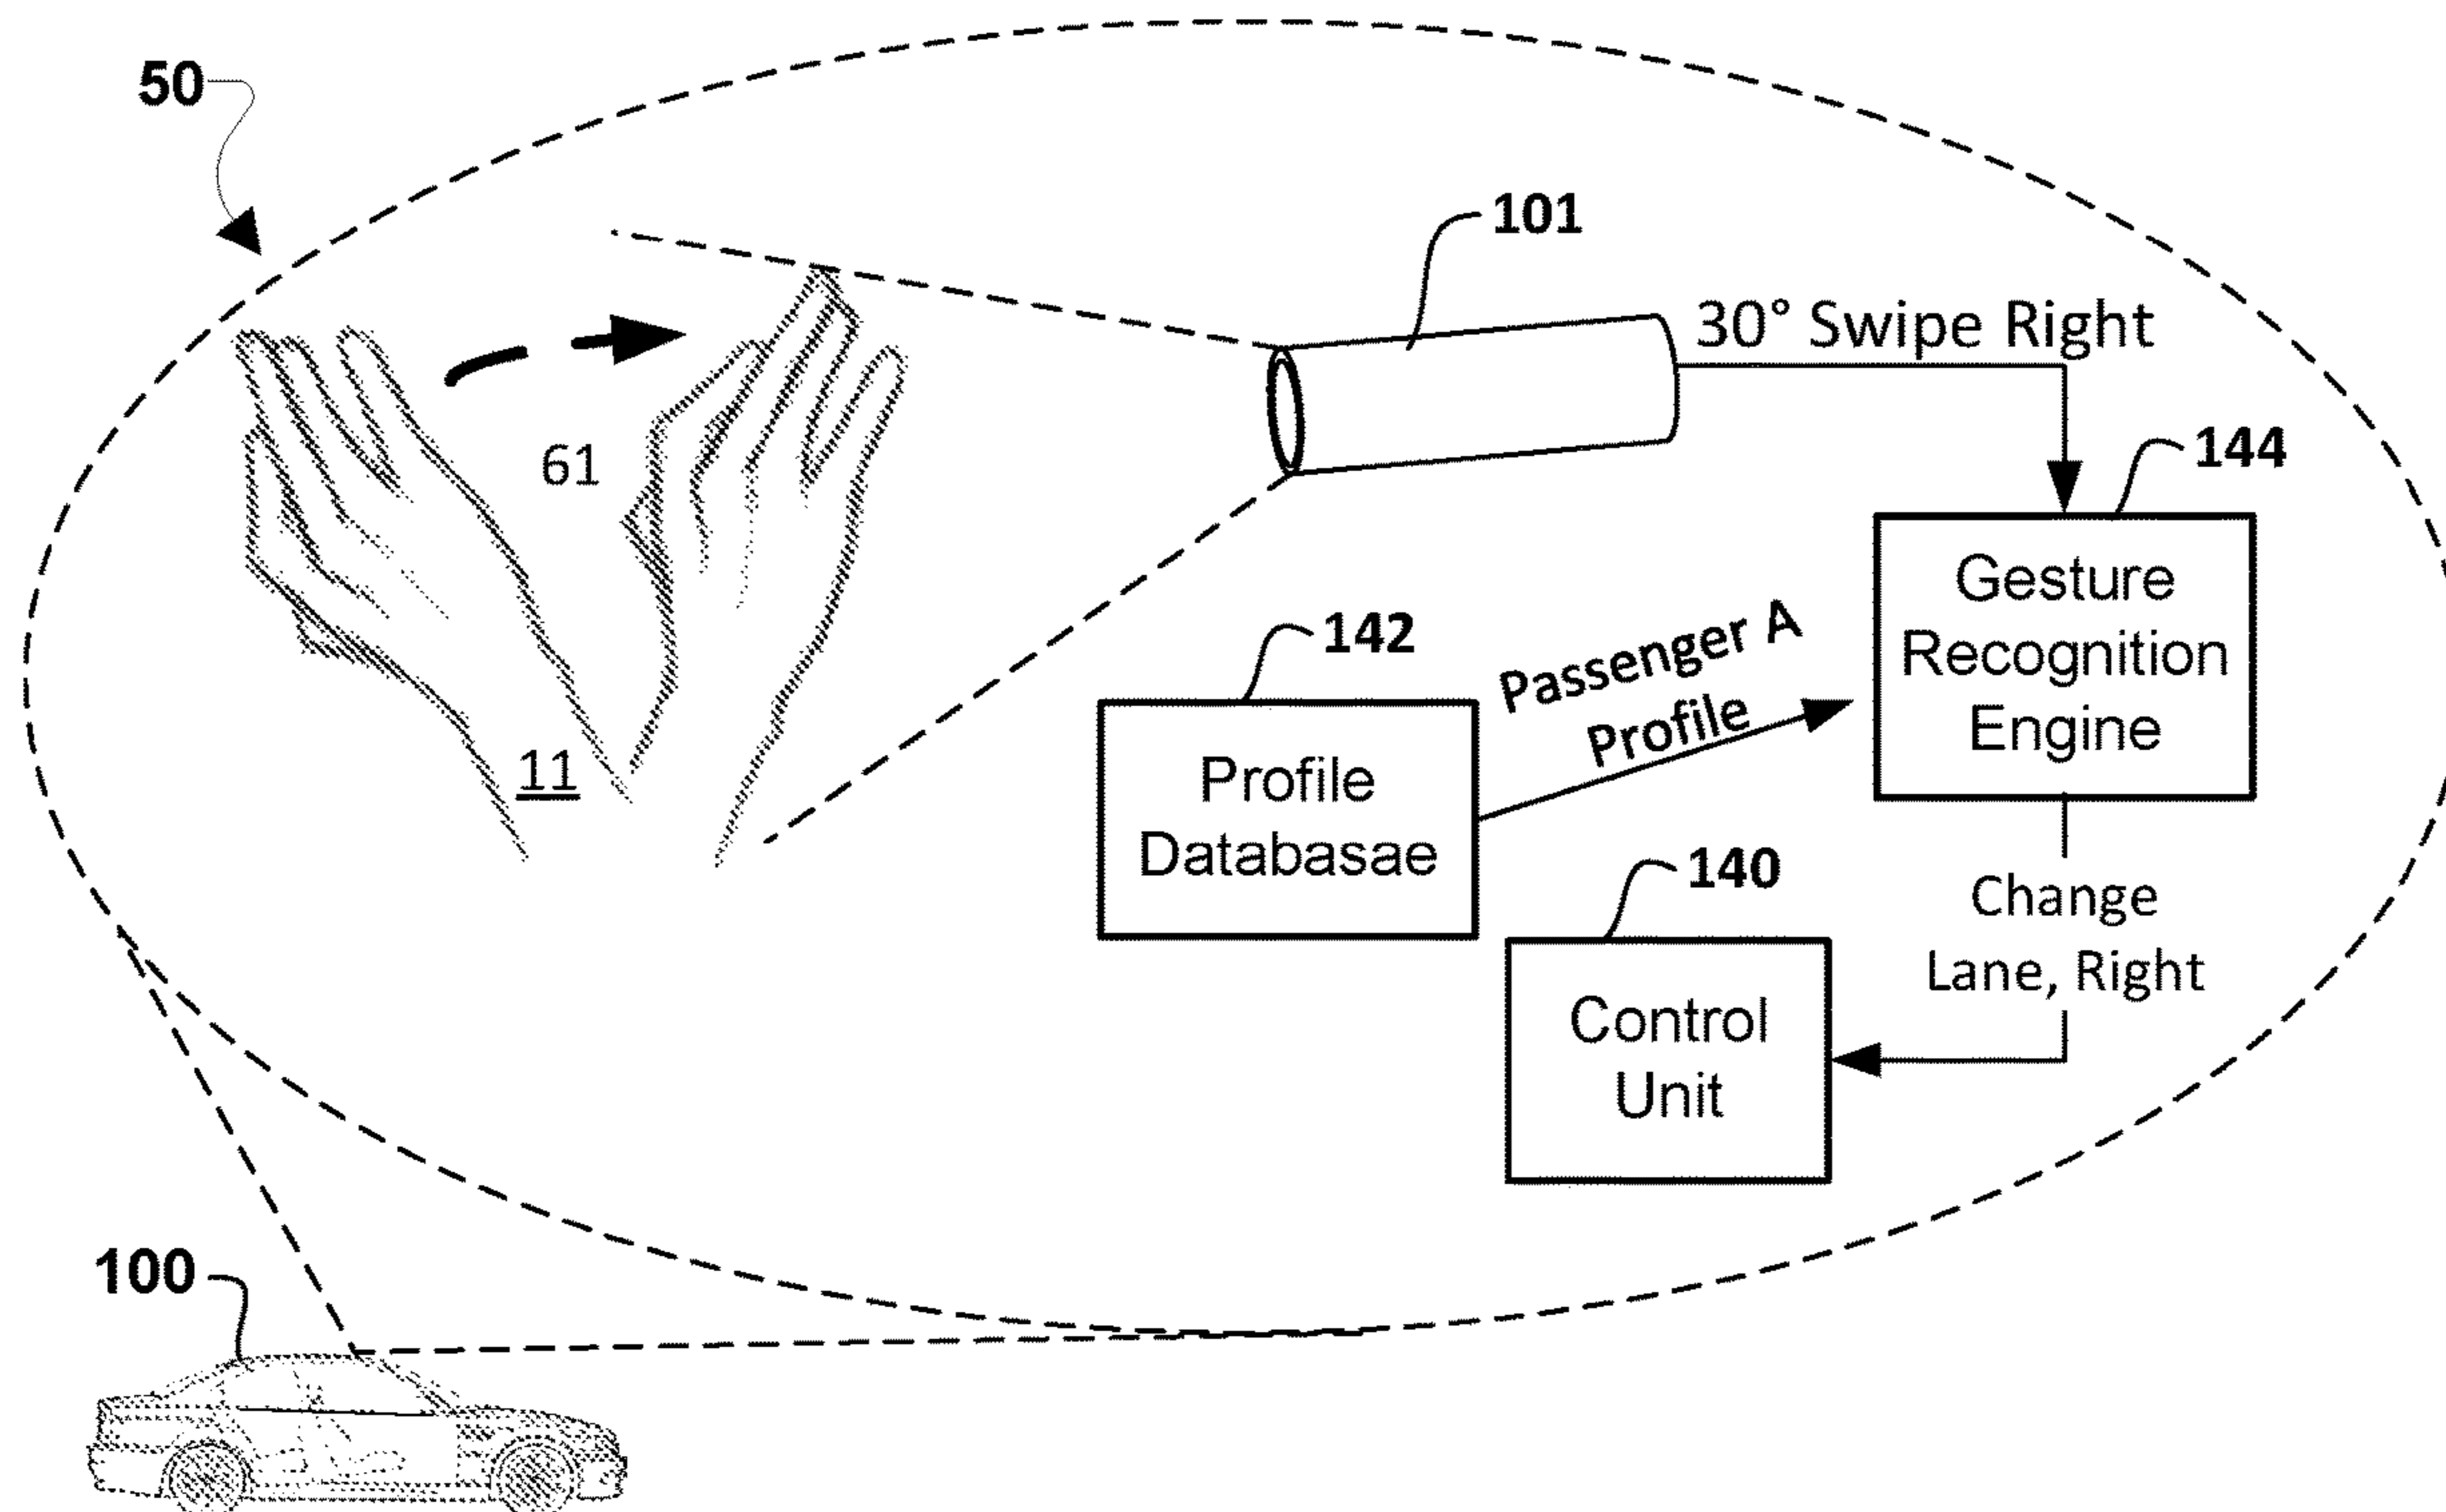 50
101
30° Swipe Right
61
144
Gesture
Recognition
Engine
142
Passenger A
Profile
11
Profile
Databasae
140
Change
Lane, Right
Control
Unit
100